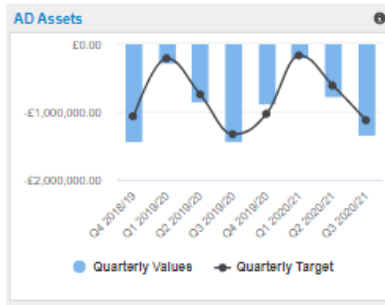 AD Assets
£0.00
-£1,000,000.00
-£2,000,000.00
Q4 2018/19
Q1 2019/20
Q2 2019/20
Q3 2019/20
Q4 2019/20
Q1 2020/21
Q2 2020/21
Q3 2020/21
Quarterly Values
Quarterly Target